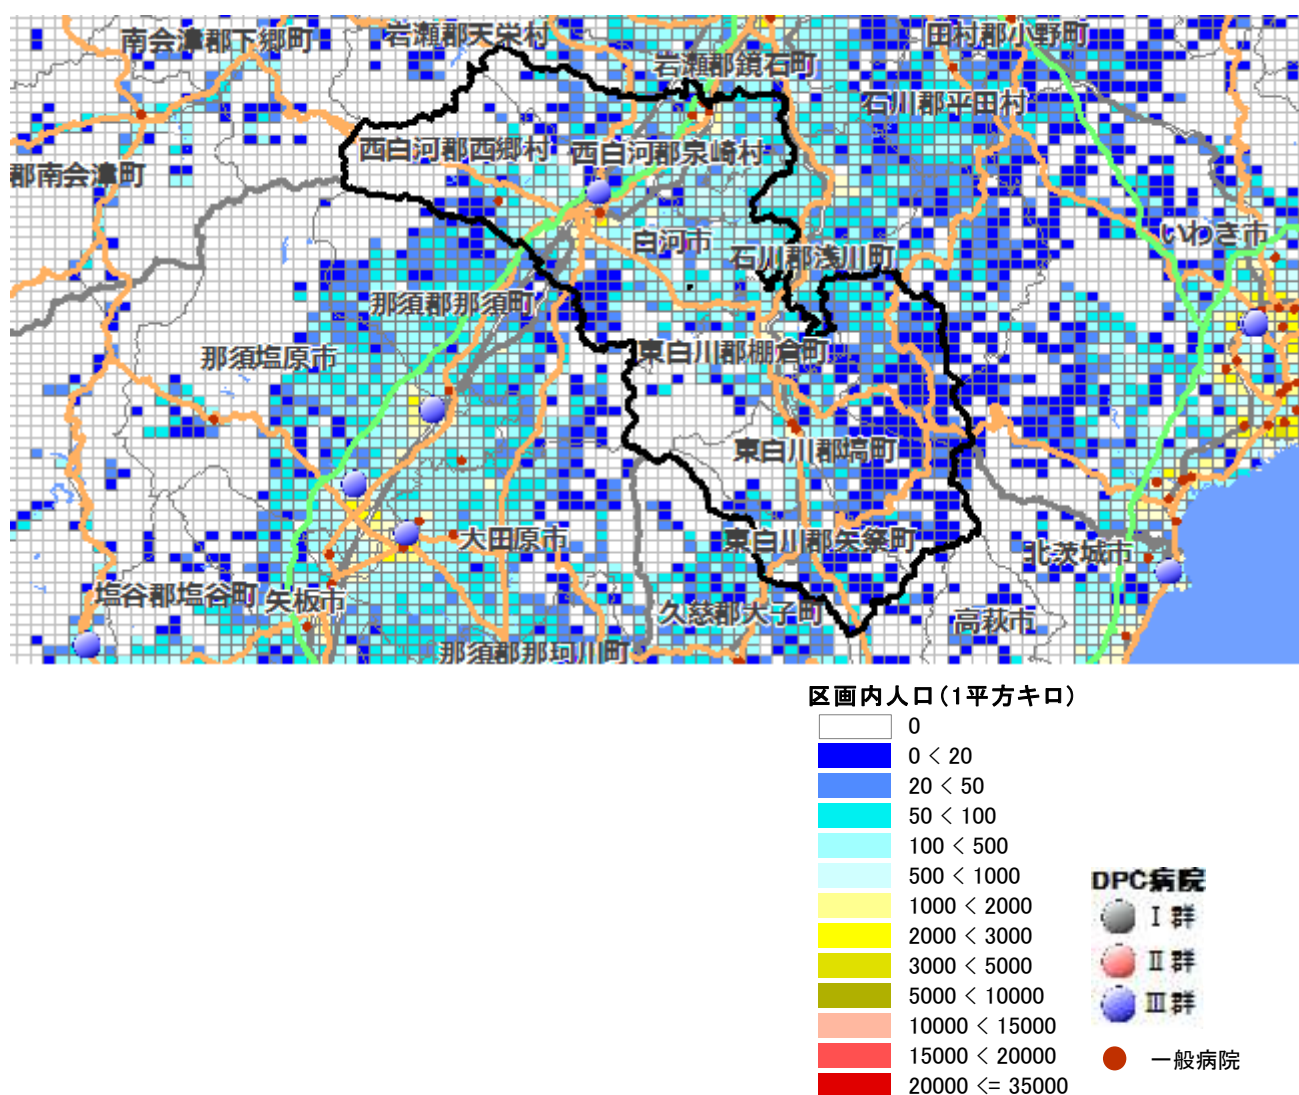 南会津郡下郷町
岩瀬郡天栄村
田村郡小野町
岩瀬郡鏡石町
石川郡平田村
西白河郡西郷村
西白河郡泉崎村
郡南会津町
いわき市
白河市
石川郡浅川町
那須郡那須町
那須塩原市
東白川郡棚倉町
東白川郡塙町
大田原市
東白川郡矢祭町
北茨城市
塩谷郡塩谷町
矢板市
久慈郡大子町
高萩市
那須郡那珂川町
区画内人口(1平方キロ)
0
0 < 20
20 < 50
50 < 100
100 < 500
500 < 1000
1000 < 2000
2000 < 3000
3000 < 5000
5000 < 10000
10000 < 15000
15000 < 20000
20000 <= 35000
DPC病院
Ⅰ群
Ⅱ群
Ⅲ群
一般病院